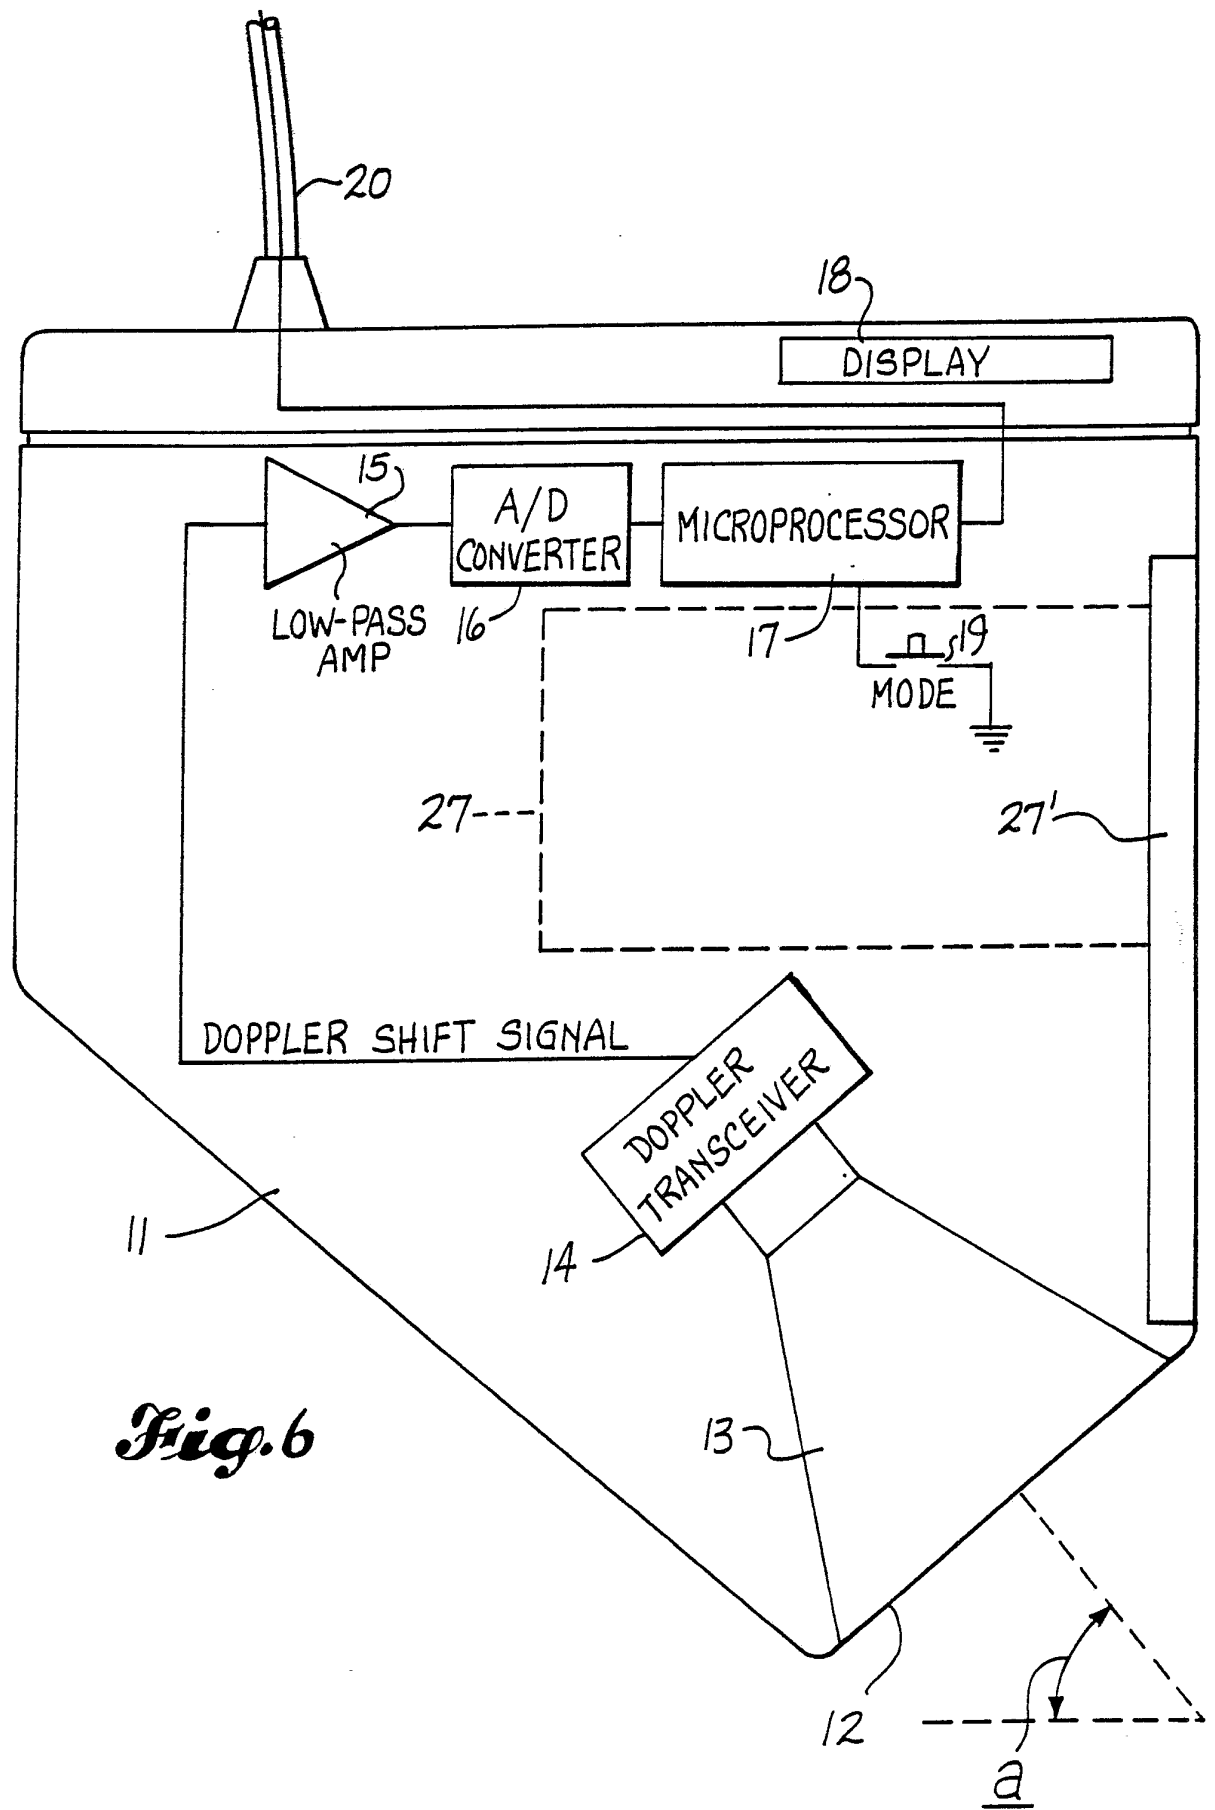 20
18
DISPLAY
15
A/D
CONVERTER
MICROPROCESSOR
LOW-PASS
AMP
16
17
19
MODE
27
27'
DOPPLER SHIFT SIGNAL
DOPPLER
TRANSCEIVER
11
14
13
Fig. 6
12
a